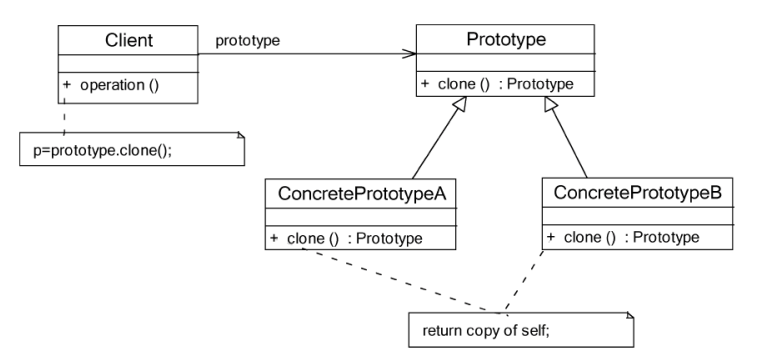 Client
prototype
Prototype
+ operation ()
+ clone () : Prototype
p=prototype.clone();
ConcretePrototypeA
ConcretePrototypeB
+ clone () : Prototype
+ clone () : Prototype
return copy of self;